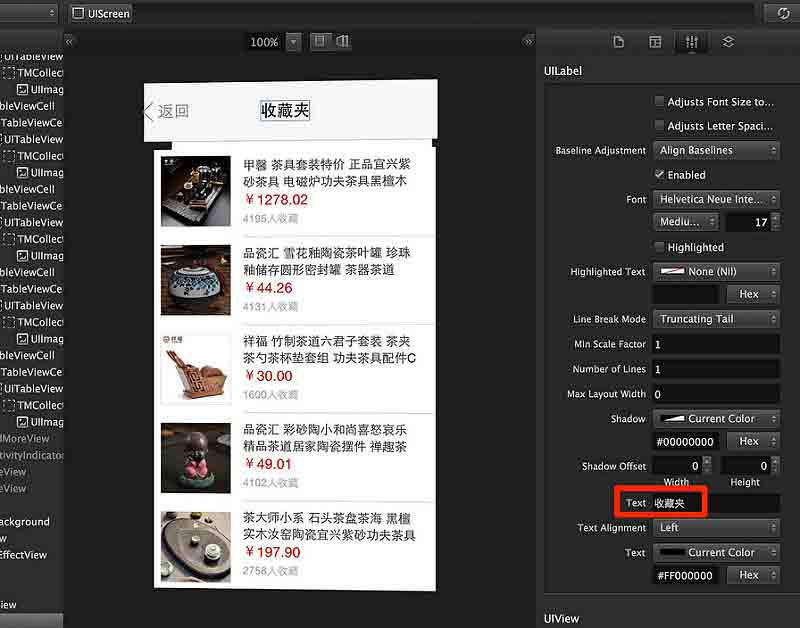 UIScreen
UITableView
TMCollect
UIImag
ableViewCell
TableViewCe
UITableView
TMCollect
UIImag
ableViewCell
TableViewCe
UITableView
TMCollect
UIImag
ableViewCell
TableViewCe
UITableView
TMCollect
UIImag
ableViewCell
TableViewCe
UITableView
TMCollect
UIImag
dMoreView
tivityIndicator
eView
eView
ackground
w
EffectView
iew
100%
返回
收藏夹
甲馨 茶具套装特价 正品宜兴紫
砂茶具 电磁炉功夫茶具黑檀木
¥1278.02
4195人收藏
品瓷汇 雪花釉陶瓷茶叶罐 珍珠
釉储存圆形密封罐 茶器茶道
¥44.26
4131人收藏
祥福 竹制茶道六君子套装 茶夹
茶勺茶杯垫套组 功夫茶具配件C
¥30.00
1600人收藏
品瓷汇 彩砂陶小和尚喜怒哀乐
精品茶道居家陶瓷摆件 禅趣茶
¥49.01
4102人收藏
茶大师小系 石头茶盘茶海 黑檀
实木汝窑陶瓷宜兴紫砂功夫茶具
¥197.90
2758人收藏
UILabel
Adjusts Font Size to...
Adjusts Letter Spaci...
Baseline Adjustment Align Baselines
Enabled
Font Helvetica Neue Inte...
Mediu... 17
Highlighted
Highlighted Text None (Nil)
Hex
Line Break Mode Truncating Tail
Min Scale Factor 1
Number of Lines 1
Max Layout Width 0
Shadow Current Color
#00000000 Hex
Shadow Offset 0 0
Width Height
Text 收藏夹
Text Alignment Left
Text Current Color
#FF000000 Hex
UIView